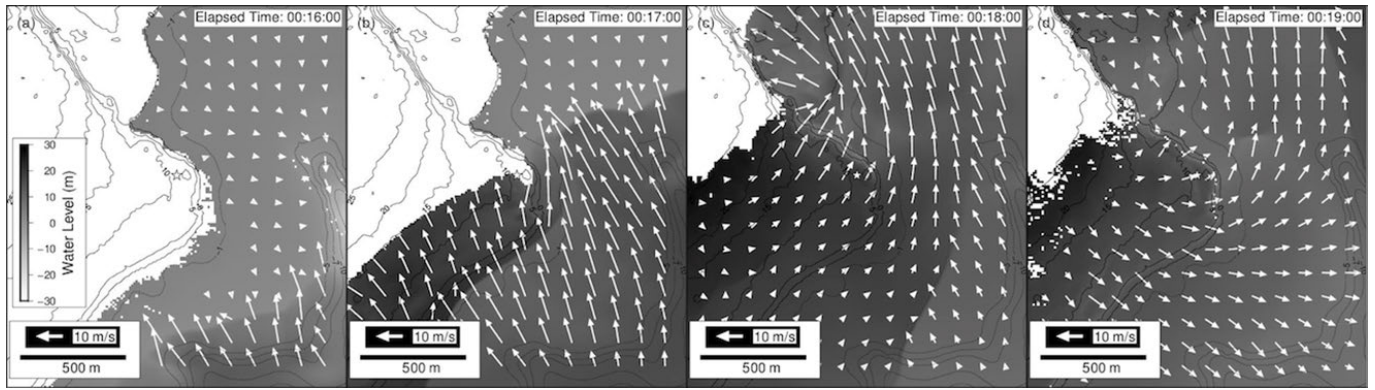 (a)
Elapsed Time: 00:16:00
(b)
Elapsed Time: 00:17:00
(c)
Elapsed Time: 00:18:00
(d)
Elapsed Time: 00:19:00
30
20
10
0
−10
−20
−30
Water Level (m)
10 m/s
500 m
10 m/s
500 m
10 m/s
500 m
10 m/s
500 m